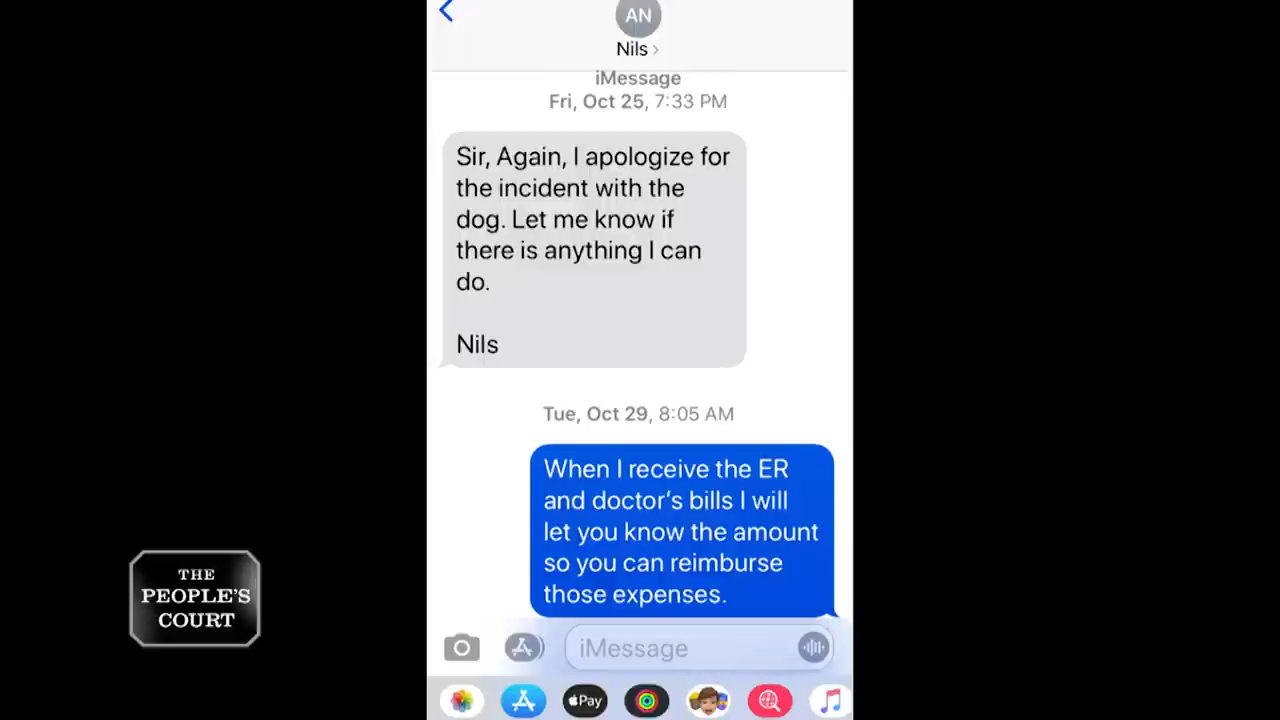 AN
Nils
iMessage
Fri, Oct 25, 7:33 PM
Sir, Again, I apologize for
the incident with the
dog. Let me know if
there is anything I can
do.
Nils
Tue, Oct 29, 8:05 AM
When I receive the ER
and doctor's bills I will
let you know the amount
so you can reimburse
those expenses.
iMessage
Pay
THE
PEOPLE'S
COURT